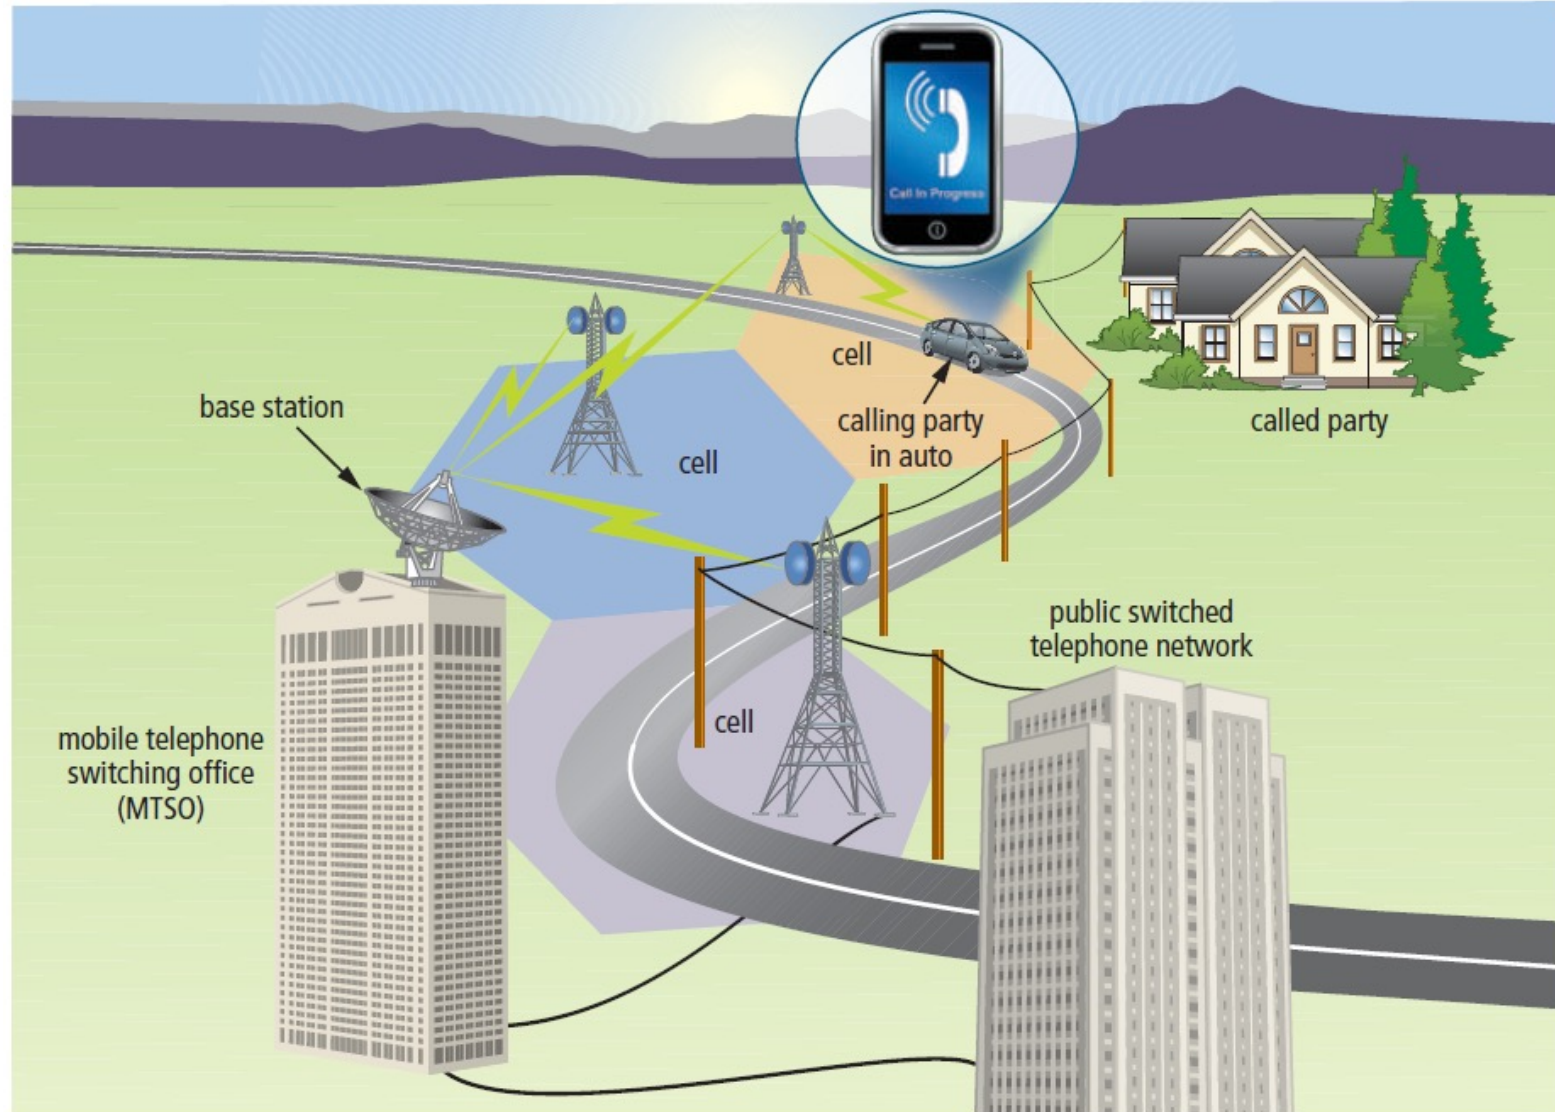 Call In Progress
cell
base station
calling party
in auto
called party
cell
public switched
telephone network
cell
mobile telephone
switching office
(MTSO)